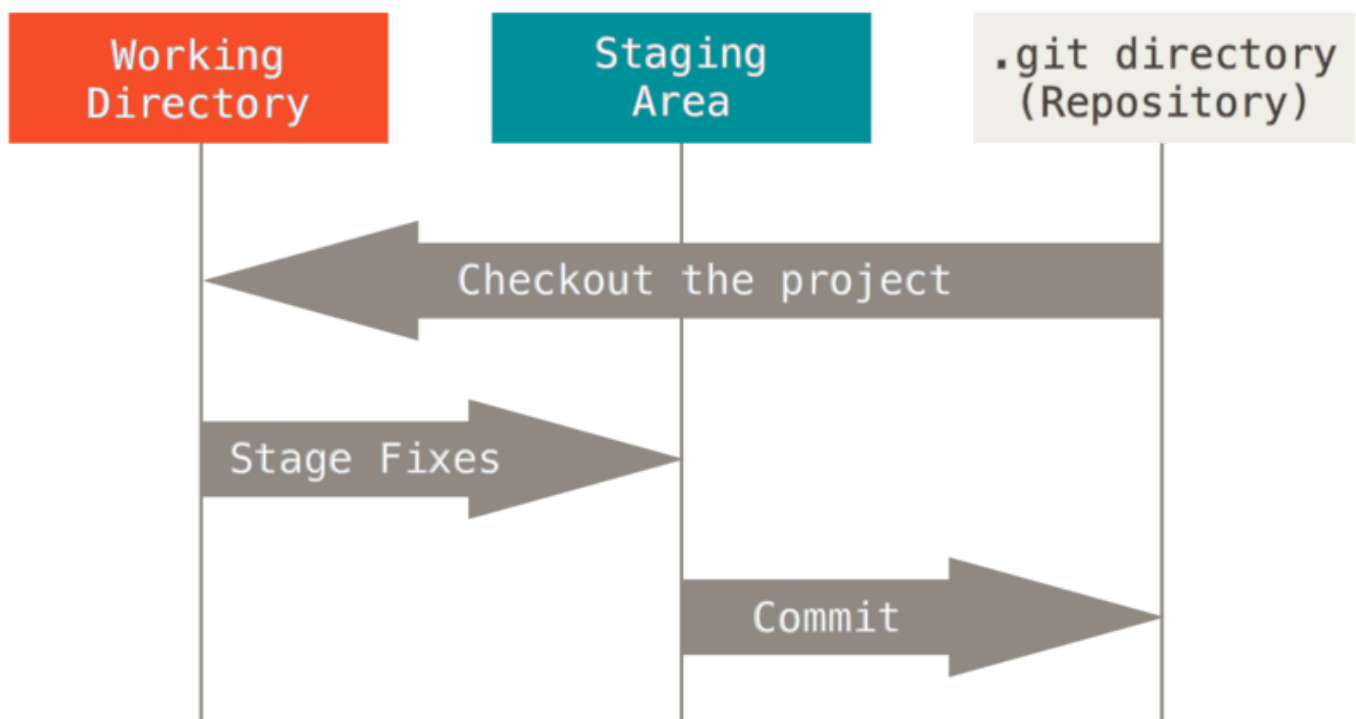 Working
Directory
Staging
Area
.git directory
(Repository)
Checkout the project
Stage Fixes
Commit